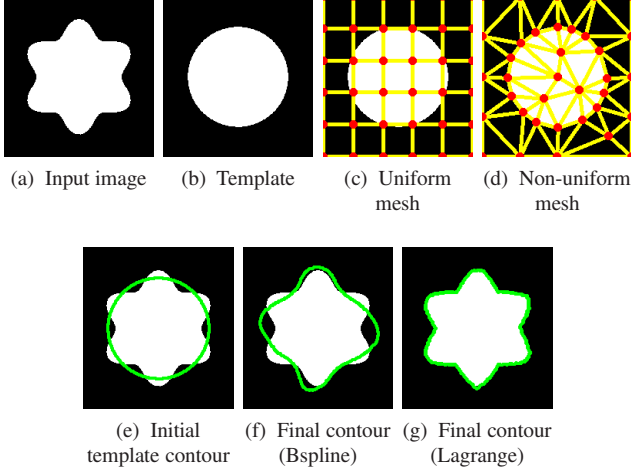 (a) Input image
(b) Template
(c) Uniform
mesh
(d) Non-uniform
mesh
(e) Initial
template contour
(f) Final contour
(Bspline)
(g) Final contour
(Lagrange)